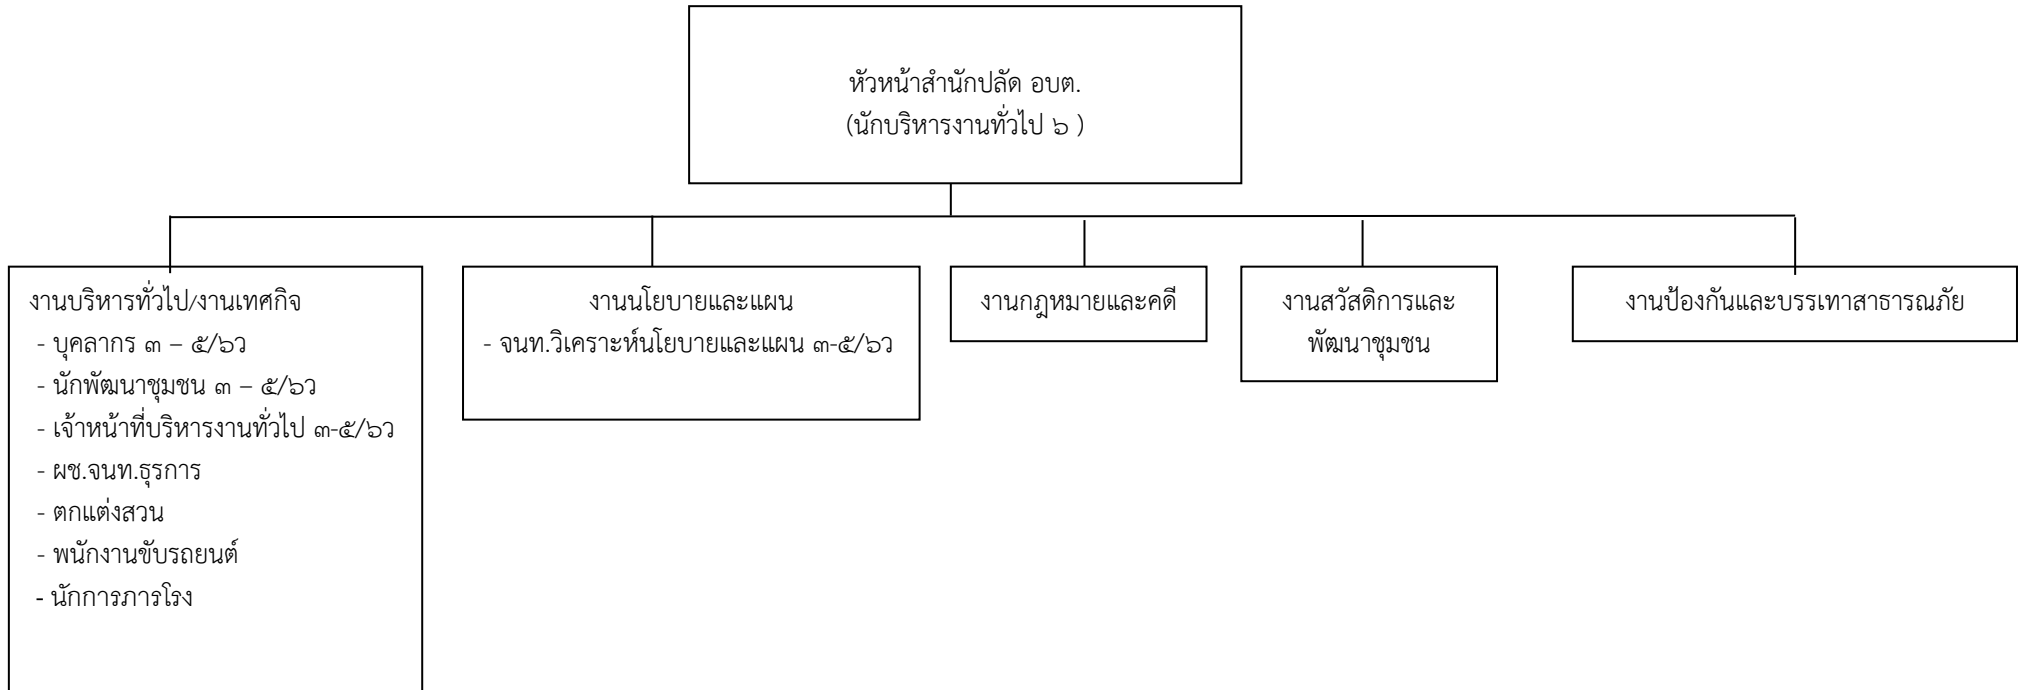 หัวหน้าสำนักปลัด อบต.
(นักบริหารงานทั่วไป ๖ )
งานบริหารทั่วไป/งานเทศกิจ
- บุคลากร ๓ – ๕/๖ว
- นักพัฒนาชุมชน ๓ – ๕/๖ว
- เจ้าหน้าที่บริหารงานทั่วไป ๓-๕/๖ว
- ผช.จนท.ธุรการ
- ตกแต่งสวน
- พนักงานขับรถยนต์
- นักการภารโรง
งานนโยบายและแผน
- จนท.วิเคราะห์นโยบายและแผน ๓-๕/๖ว
งานกฎหมายและคดี
งานสวัสดิการและ
พัฒนาชุมชน
งานป้องกันและบรรเทาสาธารณภัย